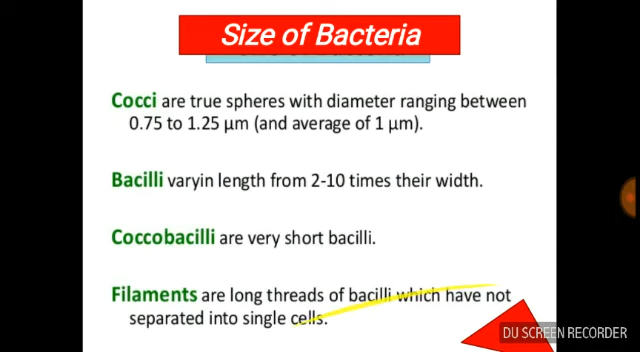 Size of Bacteria
Cocci are true spheres with diameter ranging between
0.75 to 1.25 µm (and average of 1 µm).
Bacilli varyin length from 2-10 times their width.
Coccobacilli are very short bacilli.
Filaments are long threads of bacilli which have not
separated into single cells.
DU SCREEN RECORDER